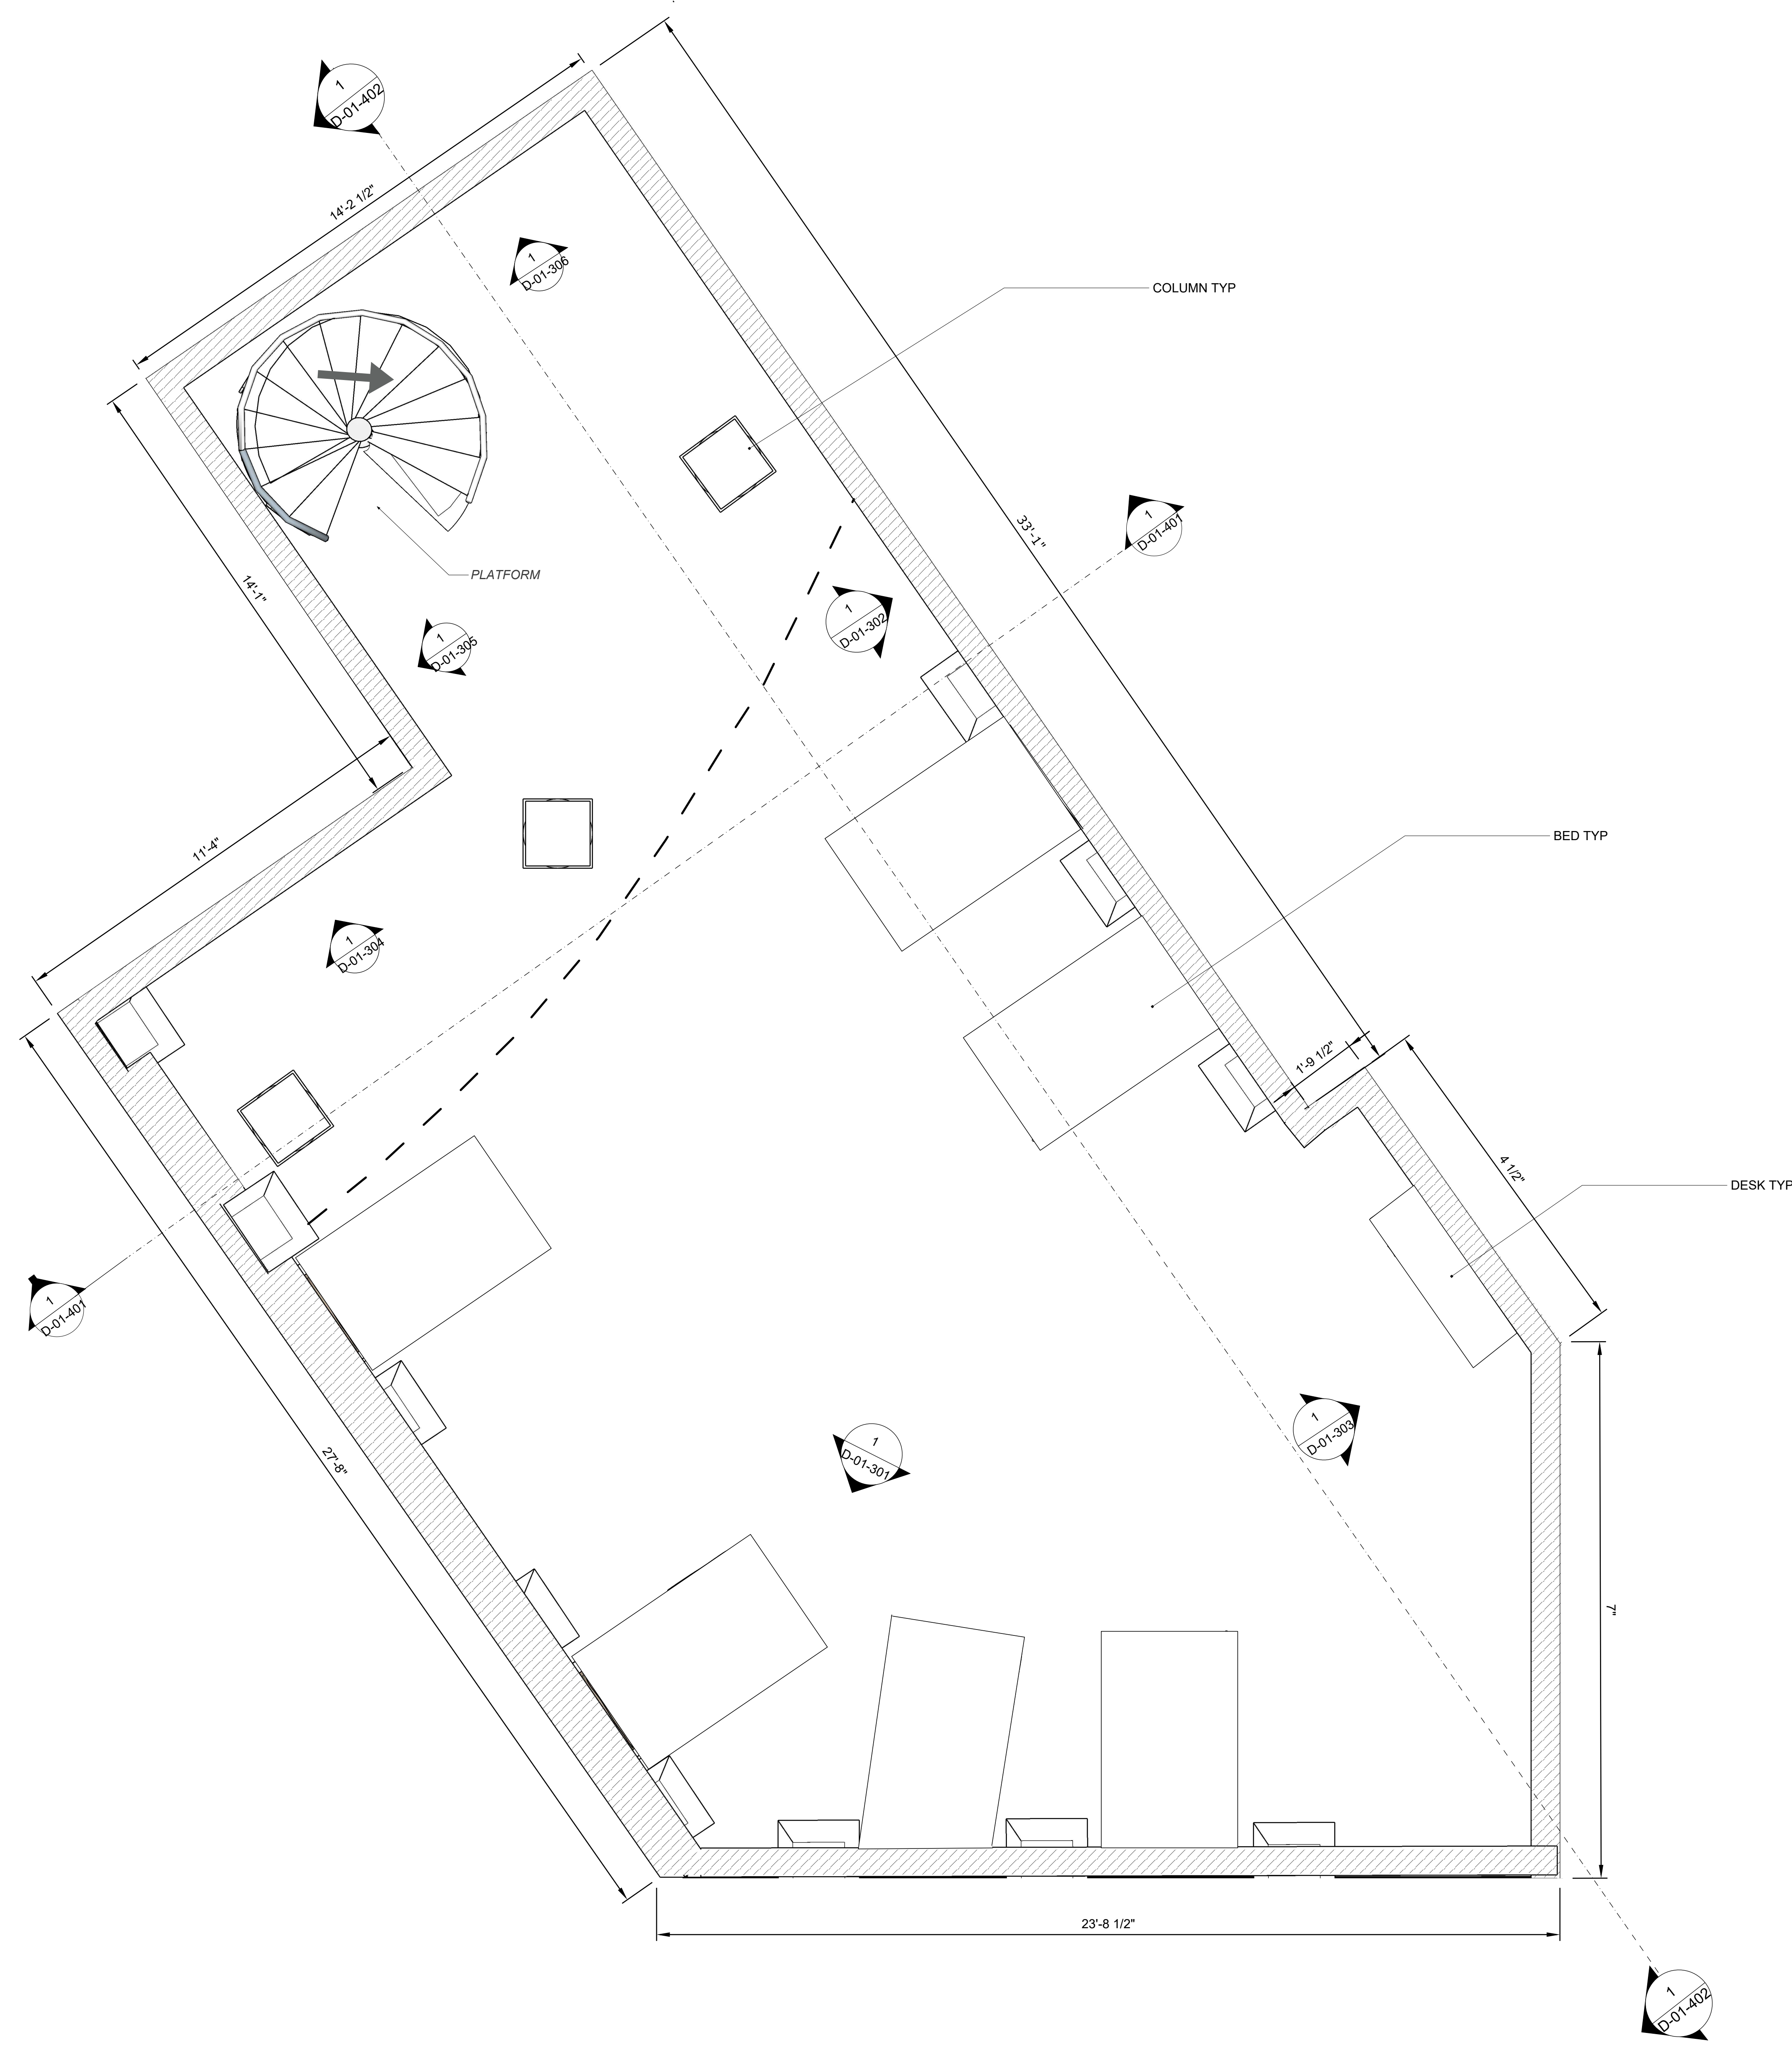 1
D-01-402
14'-2 1/2"
1
D-01-306
COLUMN TYP
33'-1"
1
D-01-401
PLATFORM
14'-1"
1
D-01-302
1
D-01-305
11'-4"
BED TYP
1
D-01-304
1'-9 1/2"
4 1/2"
DESK TYP
1
D-01-401
1
D-01-303
1
D-01-301
27'-8"
7"
23'-8 1/2"
1
D-01-402